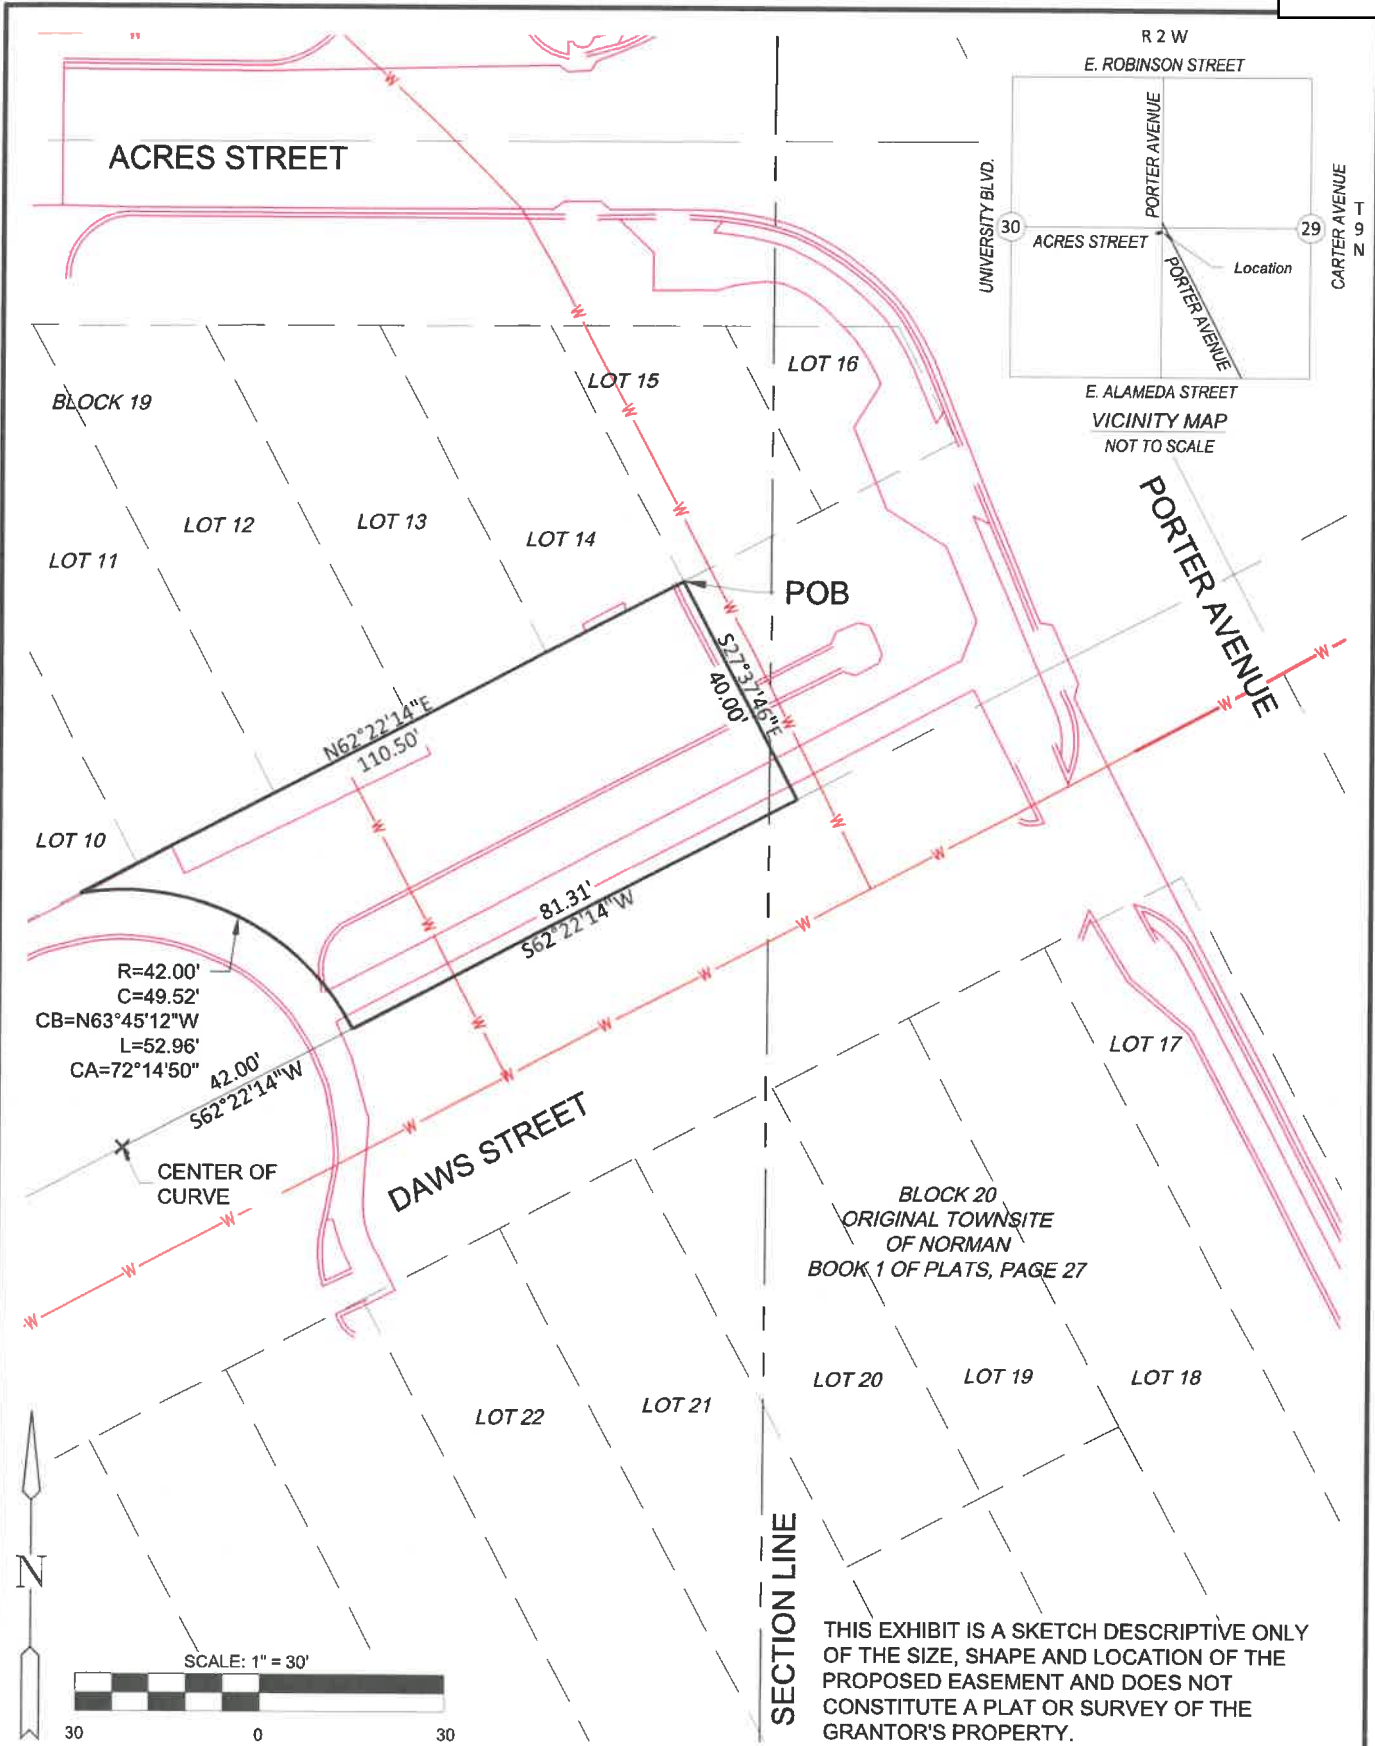 R 2 W
E. ROBINSON STREET
PORTER AVENUE
UNIVERSITY BLVD.
CARTER AVENUE
T
9
N
30
29
ACRES STREET
Location
PORTER AVENUE
E. ALAMEDA STREET
VICINITY MAP
NOT TO SCALE
ACRES STREET
W
W
W
W
LOT 16
LOT 15
BLOCK 19
LOT 12
LOT 13
LOT 14
LOT 11
PORTER AVENUE
POB
W
S27°37'46"E
40.00'
W
W
W
W
N62°22'14"E
110.50'
LOT 10
W
W
W
81.31'
S62°22'14"W
W
W
R=42.00'
C=49.52'
CB=N63°45'12"W
L=52.96'
CA=72°14'50"
W
W
W
W
42.00'
S62°22'14"W
LOT 17
CENTER OF
CURVE
DAWS STREET
W
W
W
BLOCK 20
ORIGINAL TOWNSITE
OF NORMAN
BOOK 1 OF PLATS, PAGE 27
LOT 20
LOT 19
LOT 18
LOT 22
LOT 21
N
SECTION LINE
SCALE: 1" = 30'
30
0
30
THIS EXHIBIT IS A SKETCH DESCRIPTIVE ONLY
OF THE SIZE, SHAPE AND LOCATION OF THE
PROPOSED EASEMENT AND DOES NOT
CONSTITUTE A PLAT OR SURVEY OF THE
GRANTOR'S PROPERTY.